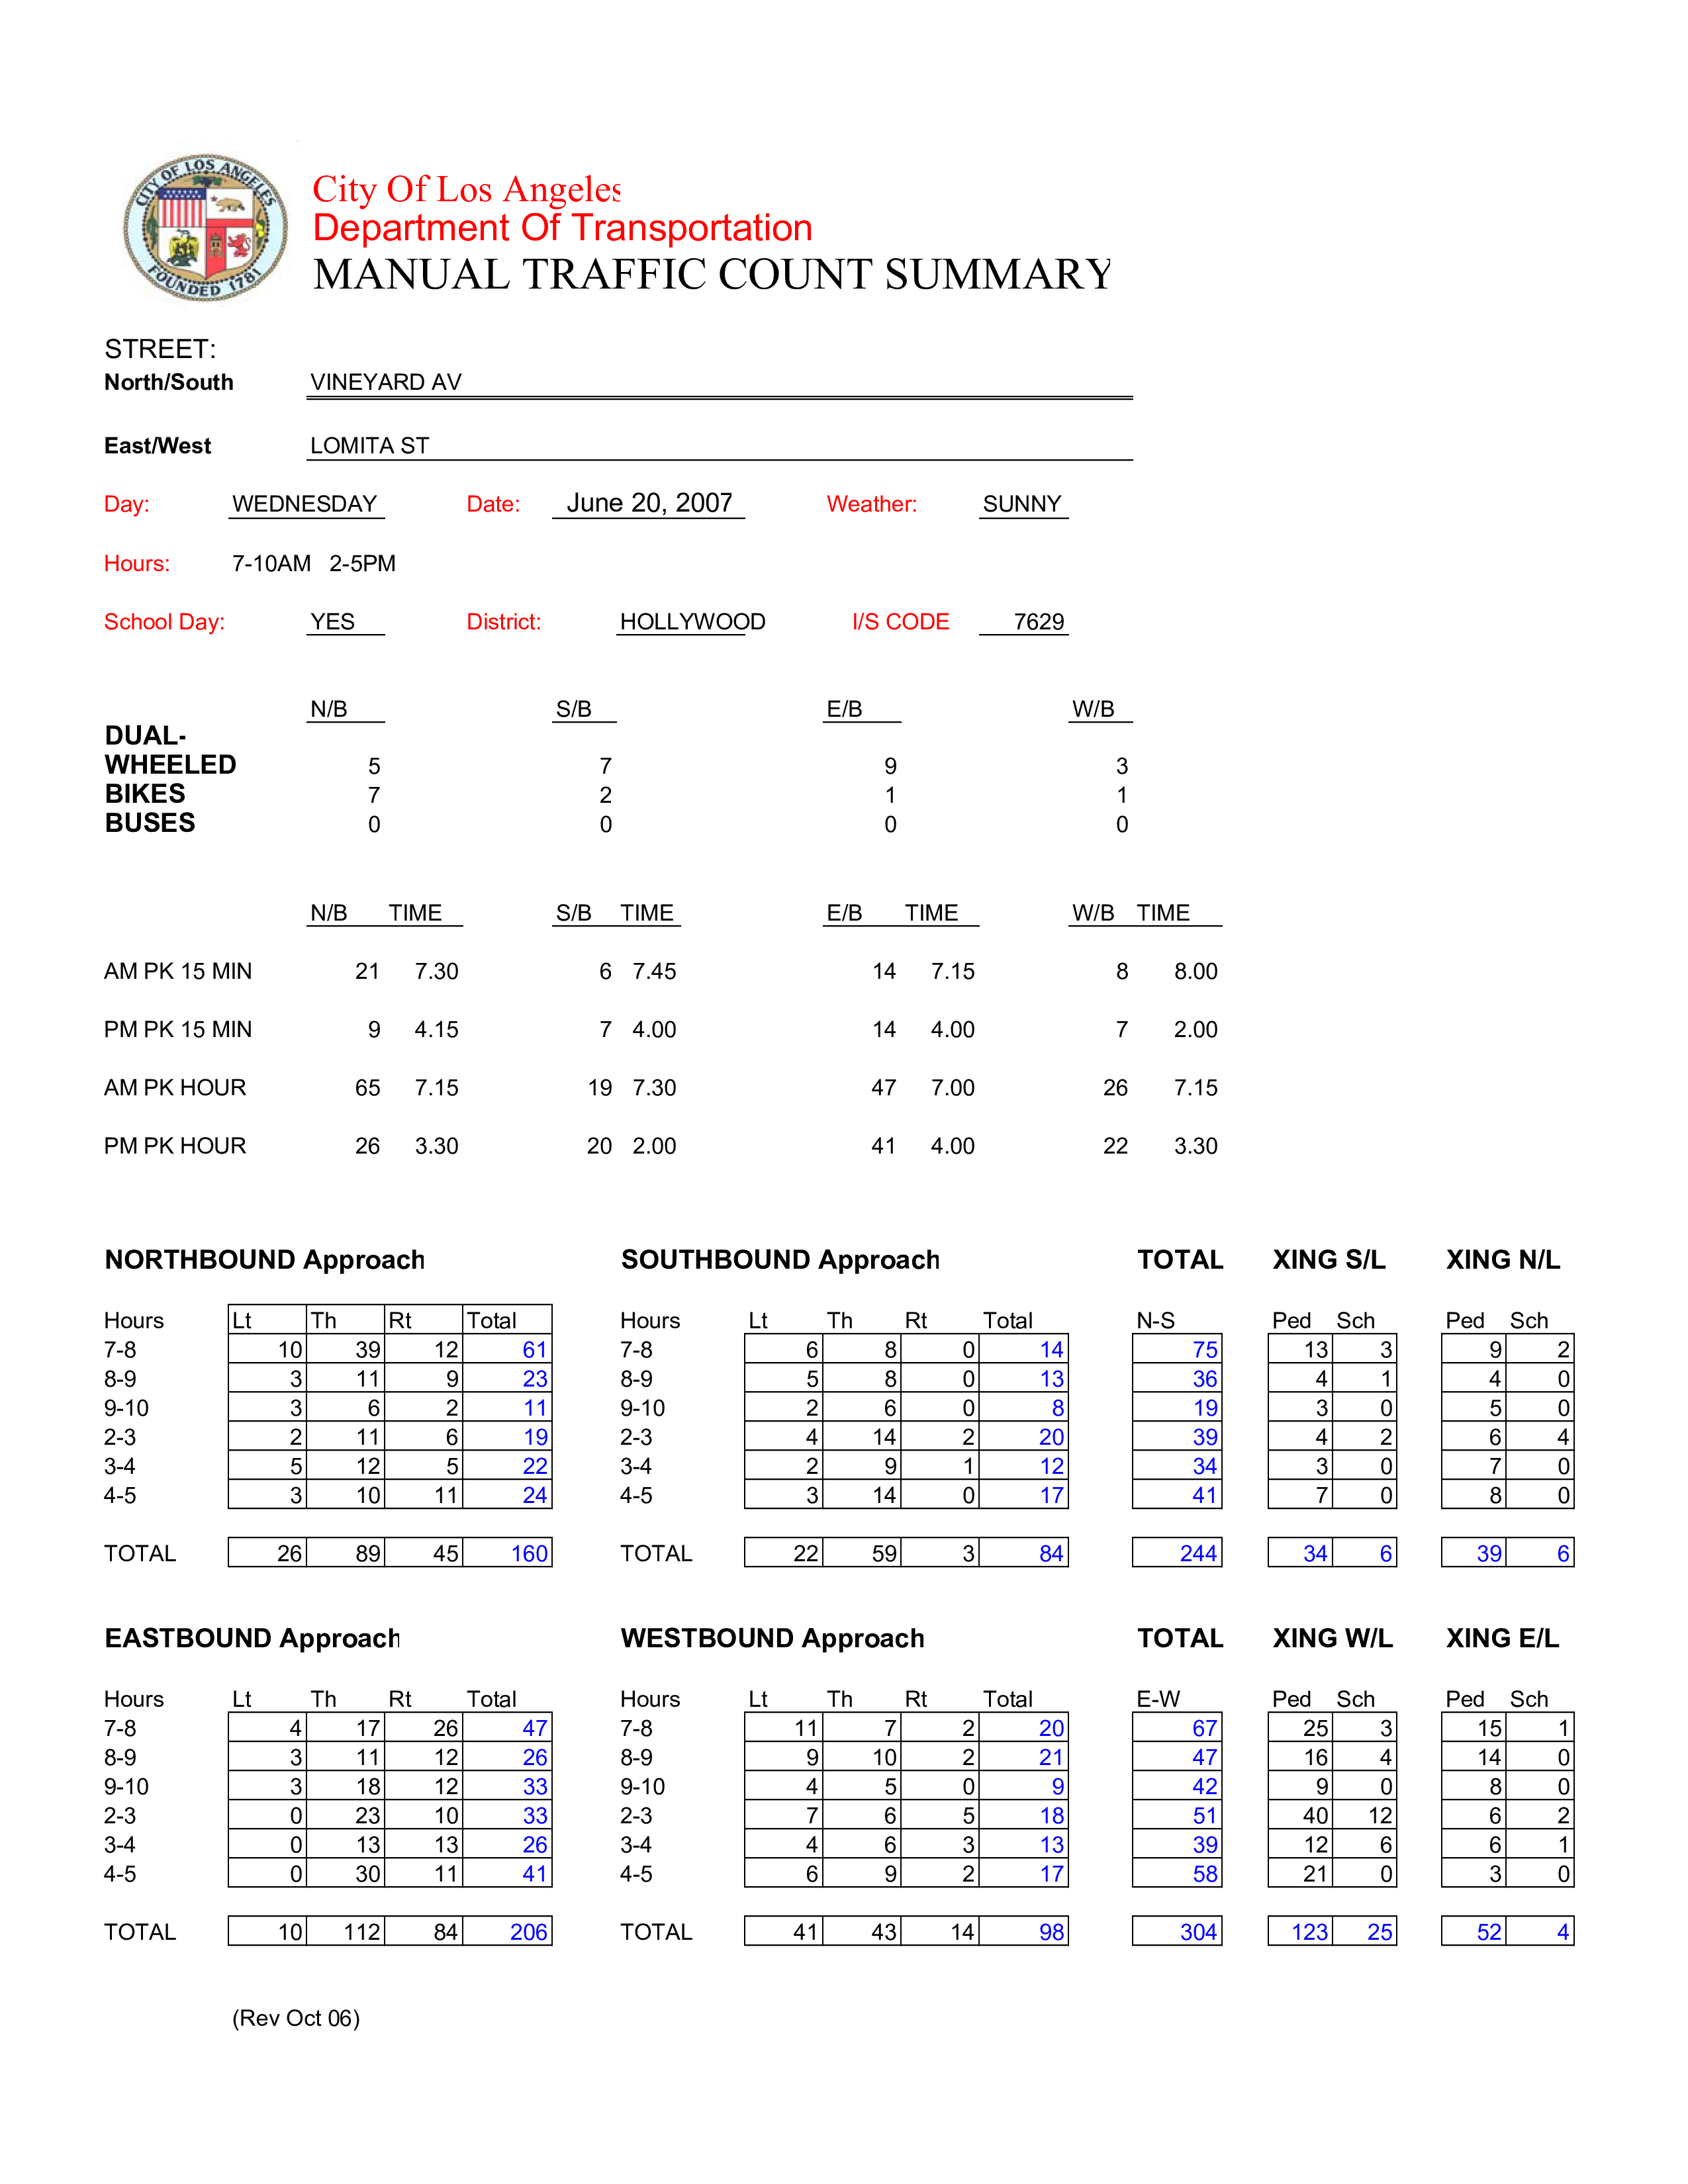 CITY OF LOS ANGELES
FOUNDED 1781
City Of Los Angeles
Department Of Transportation
MANUAL TRAFFIC COUNT SUMMARY
STREET:
North/South VINEYARD AV
East/West LOMITA ST
Day: WEDNESDAY Date: June 20, 2007 Weather: SUNNY
Hours: 7-10AM 2-5PM
School Day: YES District: HOLLYWOOD I/S CODE 7629
N/B S/B E/B W/B
DUAL-
WHEELED 5 7 9 3
BIKES 7 2 1 1
BUSES 0 0 0 0
N/B TIME S/B TIME E/B TIME W/B TIME
AM PK 15 MIN 21 7.30 6 7.45 14 7.15 8 8.00
PM PK 15 MIN 9 4.15 7 4.00 14 4.00 7 2.00
AM PK HOUR 65 7.15 19 7.30 47 7.00 26 7.15
PM PK HOUR 26 3.30 20 2.00 41 4.00 22 3.30
NORTHBOUND Approach SOUTHBOUND Approach TOTAL XING S/L XING N/L
Hours Lt Th Rt Total Hours Lt Th Rt Total N-S Ped Sch Ped Sch
7-8 10 39 12 61 7-8 6 8 0 14 75 13 3 9 2
8-9 3 11 9 23 8-9 5 8 0 13 36 4 1 4 0
9-10 3 6 2 11 9-10 2 6 0 8 19 3 0 5 0
2-3 2 11 6 19 2-3 4 14 2 20 39 4 2 6 4
3-4 5 12 5 22 3-4 2 9 1 12 34 3 0 7 0
4-5 3 10 11 24 4-5 3 14 0 17 41 7 0 8 0
TOTAL 26 89 45 160 TOTAL 22 59 3 84 244 34 6 39 6
EASTBOUND Approach WESTBOUND Approach TOTAL XING W/L XING E/L
Hours Lt Th Rt Total Hours Lt Th Rt Total E-W Ped Sch Ped Sch
7-8 4 17 26 47 7-8 11 7 2 20 67 25 3 15 1
8-9 3 11 12 26 8-9 9 10 2 21 47 16 4 14 0
9-10 3 18 12 33 9-10 4 5 0 9 42 9 0 8 0
2-3 0 23 10 33 2-3 7 6 5 18 51 40 12 6 2
3-4 0 13 13 26 3-4 4 6 3 13 39 12 6 6 1
4-5 0 30 11 41 4-5 6 9 2 17 58 21 0 3 0
TOTAL 10 112 84 206 TOTAL 41 43 14 98 304 123 25 52 4
(Rev Oct 06)